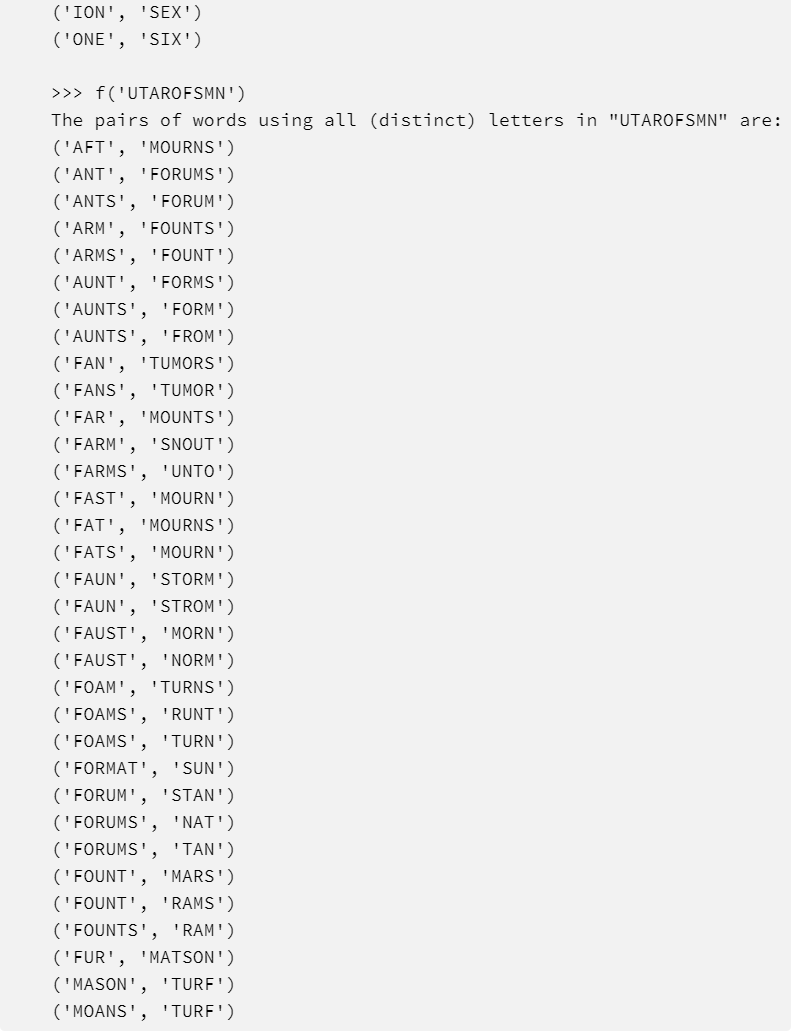 ('ION', 'SEX')
('ONE', 'SIX')
>>> f('UTAROFSMN')
The pairs of words using all (distinct) letters in "UTAROFSMN" are:
('AFT', 'MOURNS')
('ANT', 'FORUMS')
('ANTS', 'FORUM')
('ARM', 'FOUNTS')
('ARMS', 'FOUNT')
('AUNT', 'FORMS')
('AUNTS', 'FORM')
('AUNTS', 'FROM')
('FAN', 'TUMORS')
('FANS', 'TUMOR')
('FAR', 'MOUNTS')
('FARM', 'SNOUT')
('FARMS', 'UNTO')
('FAST', 'MOURN')
('FAT', 'MOURNS')
('FATS', 'MOURN')
('FAUN', 'STORM')
('FAUN', 'STROM')
('FAUST', 'MORN')
('FAUST', 'NORM')
('FOAM', 'TURNS')
('FOAMS', 'RUNT')
('FOAMS', 'TURN')
('FORMAT', 'SUN')
('FORUM', 'STAN')
('FORUMS', 'NAT')
('FORUMS', 'TAN')
('FOUNT', 'MARS')
('FOUNT', 'RAMS')
('FOUNTS', 'RAM')
('FUR', 'MATSON')
('MASON', 'TURF')
('MOANS', 'TURF')